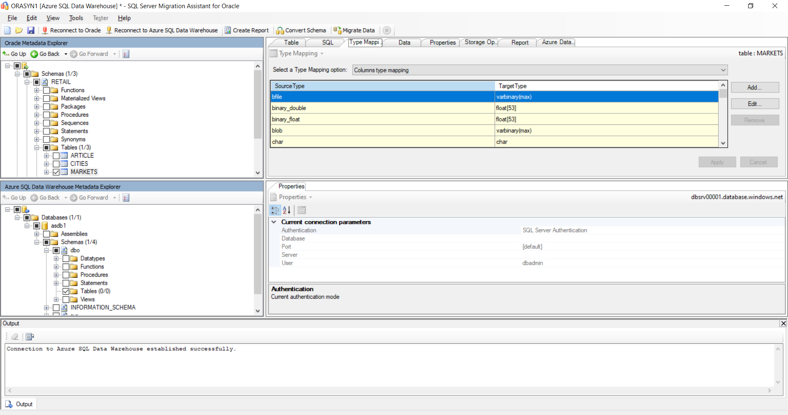 ORASYN1 [Azure SQL Data Warehouse] * - SQL Server Migration Assistant for Oracle
File Edit View Tools Tester Help
Reconnect to Oracle Reconnect to Azure SQL Data Warehouse Create Report Convert Schema Migrate Data
Oracle Metadata Explorer
Go Up Go Back Go Forward
Schemas (1/3)
RETAIL
Functions
Materialized Views
Packages
Procedures
Sequences
Statements
Synonyms
Tables (1/3)
ARTICLE
CITIES
MARKETS
Table SQL Type Mappi Data Properties Storage Op. Report Azure Data.
Type Mapping table : MARKETS
Select a Type Mapping option: Columns type mapping
SourceType TargetType
bfile varbinary(max)
binary_double float[53]
binary_float float[53]
blob varbinary(max)
char char
Add...
Edit...
Remove
Apply Cancel
Azure SQL Data Warehouse Metadata Explorer
Go Up Go Back Go Forward
Databases (1/1)
asdb1
Assemblies
Schemas (1/4)
dbo
Datatypes
Functions
Procedures
Statements
Tables (0/0)
Views
INFORMATION_SCHEMA
Properties
Properties dbsrv00001.database.windows.net
Current connection parameters
Authentication SQL Server Authentication
Database
Port [default]
Server
User dbadmin
Authentication
Current authentication mode
Output
Connection to Azure SQL Data Warehouse established successfully.
Output